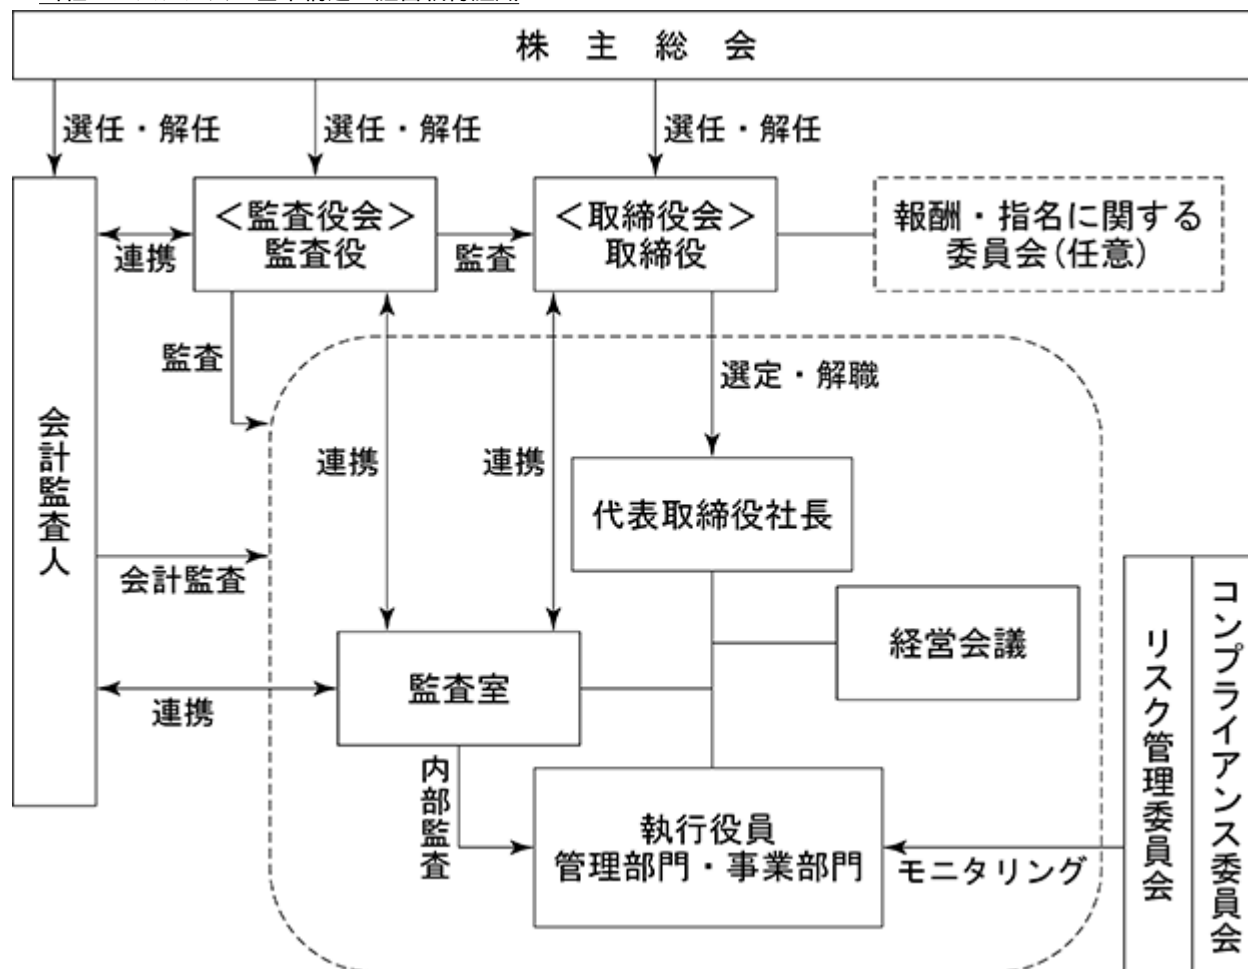 株主総会
選任・解任
選任・解任
選任・解任
<監査役会>
監査役
<取締役会>
取締役
報酬・指名に関する
委員会(任意)
連携
監査
監査
選定・解職
会計監査人
連携
連携
代表取締役社長
会計監査
経営会議
監査室
連携
内部監査
執行役員
管理部門・事業部門
モニタリング
リスク管理委員会
コンプライアンス委員会